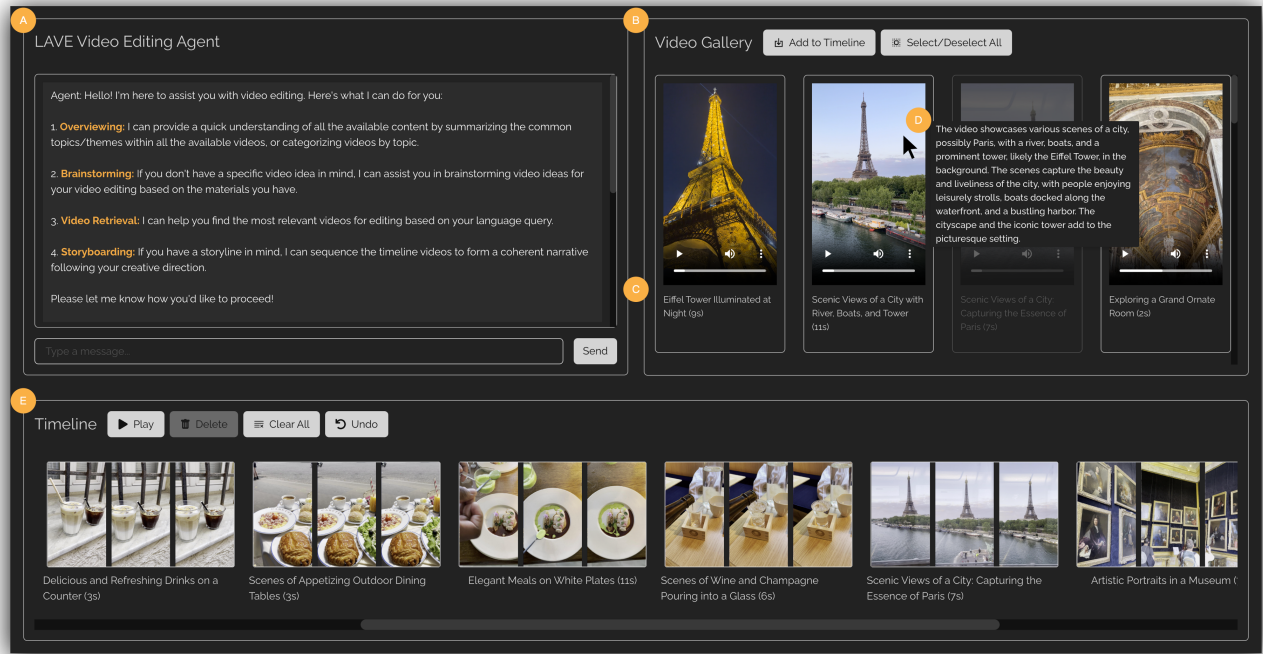 A
LAVE Video Editing Agent
Agent: Hello! I'm here to assist you with video editing. Here's what I can do for you:
1. Overviewing: I can provide a quick understanding of all the available content by summarizing the common
topics/themes within all the available videos, or categorizing videos by topic.
2. Brainstorming: If you don't have a specific video idea in mind, I can assist you in brainstorming video ideas for
your video editing based on the materials you have.
3. Video Retrieval: I can help you find the most relevant videos for editing based on your language query.
4. Storyboarding: If you have a storyline in mind, I can sequence the timeline videos to form a coherent narrative
following your creative direction.
Please let me know how you'd like to proceed!
Type a message...
Send
B
Video Gallery
Add to Timeline
Select/Deselect All
C
Eiffel Tower Illuminated at
Night (9s)
Scenic Views of a City with
River, Boats, and Tower
(11s)
D
The video showcases various scenes of a city,
possibly Paris, with a river, boats, and a
prominent tower, likely the Eiffel Tower, in the
background. The scenes capture the beauty
and liveliness of the city, with people enjoying
leisurely strolls, boats docked along the
waterfront, and a bustling harbor. The
cityscape and the iconic tower add to the
picturesque setting.
Scenic Views of a City:
Capturing the Essence of
Paris (7s)
Exploring a Grand Ornate
Room (2s)
E
Timeline
Play
Delete
Clear All
Undo
Delicious and Refreshing Drinks on a
Counter (3s)
Scenes of Appetizing Outdoor Dining
Tables (3s)
Elegant Meals on White Plates (11s)
Scenes of Wine and Champagne
Pouring into a Glass (6s)
Scenic Views of a City: Capturing the
Essence of Paris (7s)
Artistic Portraits in a Museum (